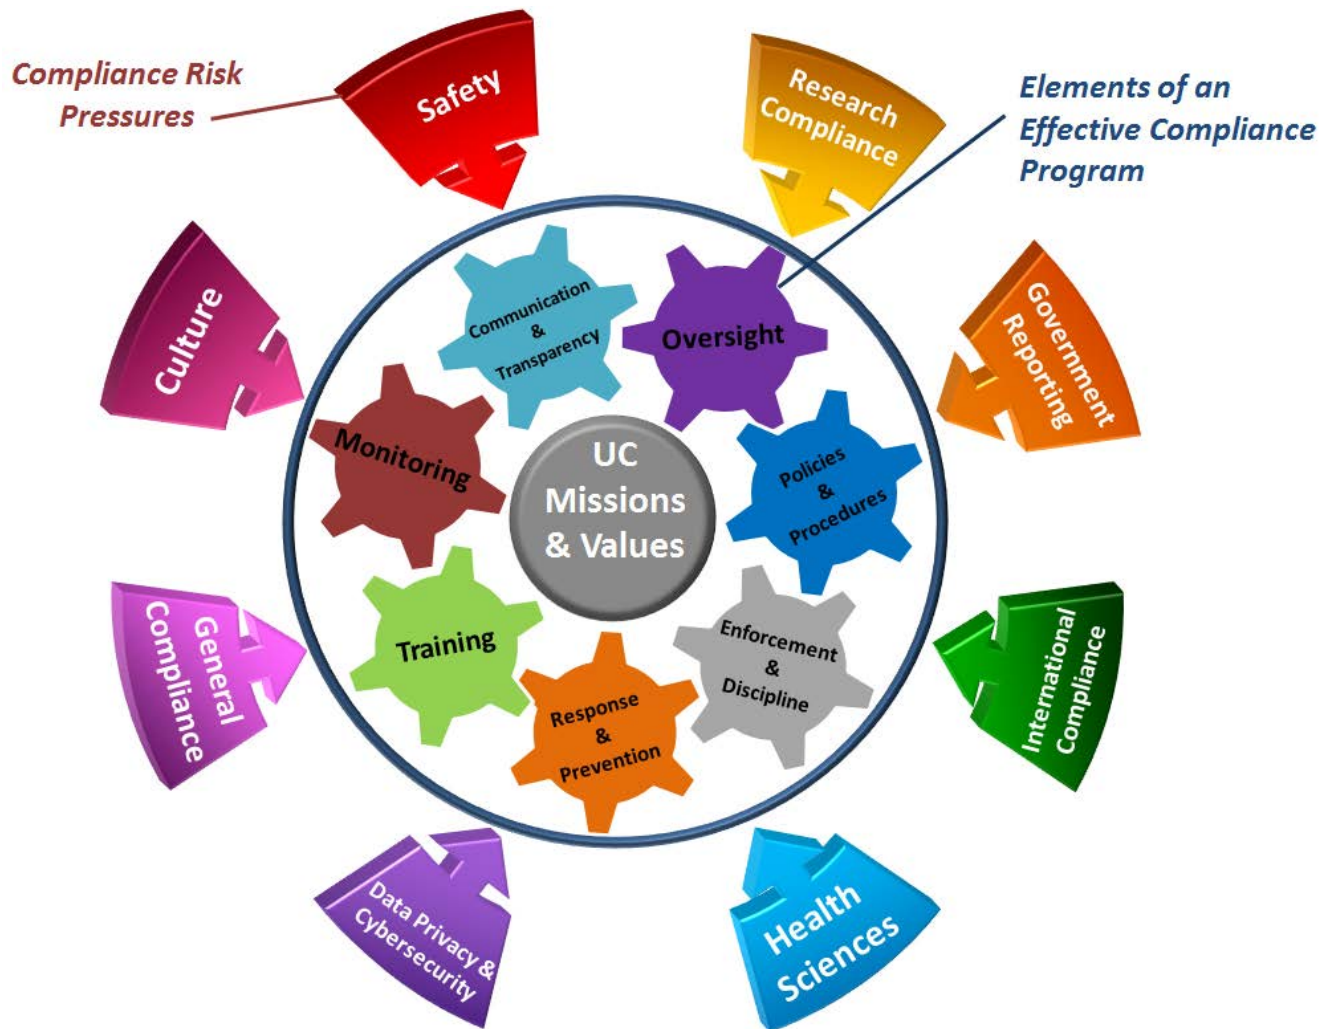 Compliance Risk
Pressures
Safety
Research
Compliance
Elements of an
Effective Compliance
Program
Culture
Communication
&
Transparency
Oversight
Government
Reporting
Monitoring
UC
Missions
& Values
Policies
&
Procedures
General
Compliance
Training
Enforcement
&
Discipline
International
Compliance
Response
&
Prevention
Data Privacy &
Cybersecurity
Health
Sciences